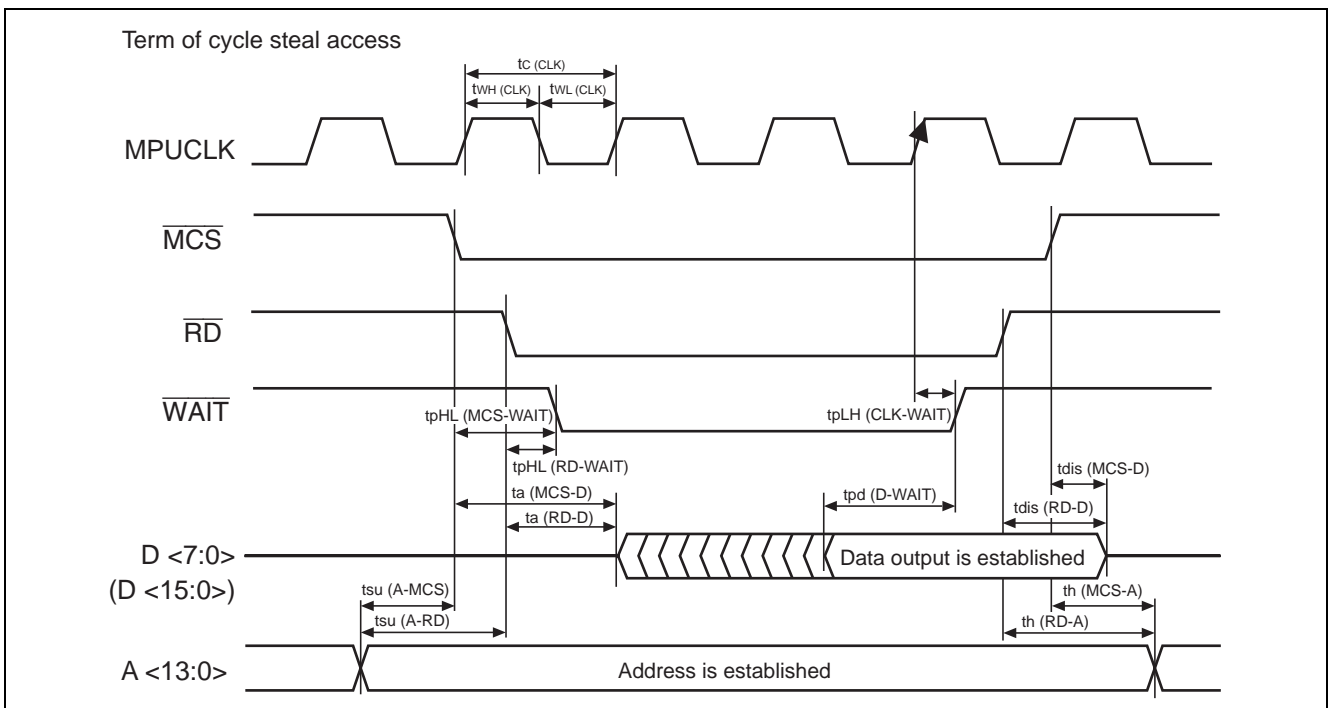 Term of cycle steal access
tC (CLK)
tWH (CLK) tWL (CLK)
MPUCLK
MCS
RD
WAIT
tpHL (MCS-WAIT)
tpLH (CLK-WAIT)
tpHL (RD-WAIT)
tdis (MCS-D)
ta (MCS-D)
tpd (D-WAIT)
tdis (RD-D)
ta (RD-D)
D <7:0>
Data output is established
(D <15:0>)
tsu (A-MCS)
th (MCS-A)
tsu (A-RD)
th (RD-A)
A <13:0>
Address is established